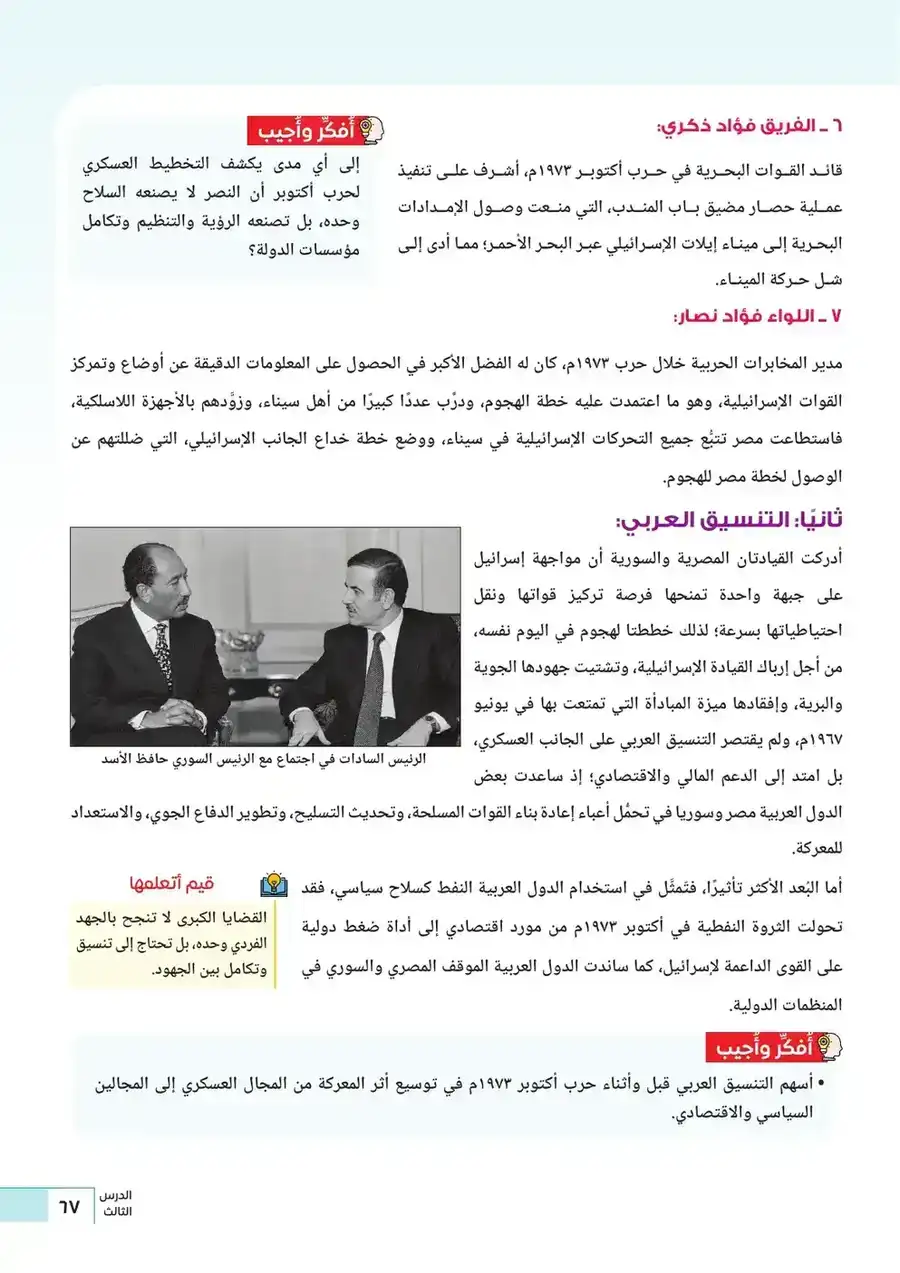 ٦ ـ الفريق فؤاد ذكري:
قائد القوات البحرية في حرب أكتوبر ١٩٧٣م، أشرف على تنفيذ
عملية حصار مضيق باب المندب، التي منعت وصول الإمدادات
البحرية إلى ميناء إيلات الإسرائيلي عبر البحر الأحمر؛ مما أدى إلى
شل حركة الميناء.
أفكِّر وأُجيب
إلى أي مدى يكشف التخطيط العسكري
لحرب أكتوبر أن النصر لا يصنعه السلاح
وحده، بل تصنعه الرؤية والتنظيم وتكامل
مؤسسات الدولة؟
٧ ـ اللواء فؤاد نصار:
مدير المخابرات الحربية خلال حرب ١٩٧٣م، كان له الفضل الأكبر في الحصول على المعلومات الدقيقة عن أوضاع وتمركز
القوات الإسرائيلية، وهو ما اعتمدت عليه خطة الهجوم، ودرَّب عددًا كبيرًا من أهل سيناء، وزوَّدهم بالأجهزة اللاسلكية،
فاستطاعت مصر تتبُّع جميع التحركات الإسرائيلية في سيناء، ووضع خطة خداع الجانب الإسرائيلي، التي ضللتهم عن
الوصول لخطة مصر للهجوم.
ثانيًا: التنسيق العربي:
أدركت القيادتان المصرية والسورية أن مواجهة إسرائيل
على جبهة واحدة تمنحها فرصة تركيز قواتها ونقل
احتياطياتها بسرعة؛ لذلك خططتا لهجوم في اليوم نفسه،
من أجل إرباك القيادة الإسرائيلية، وتشتيت جهودها الجوية
والبرية، وإفقادها ميزة المبادأة التي تمتعت بها في يونيو
١٩٦٧م، ولم يقتصر التنسيق العربي على الجانب العسكري،
بل امتد إلى الدعم المالي والاقتصادي؛ إذ ساعدت بعض
الدول العربية مصر وسوريا في تحمُّل أعباء إعادة بناء القوات المسلحة، وتحديث التسليح، وتطوير الدفاع الجوي، والاستعداد
للمعركة.
الرئيس السادات في اجتماع مع الرئيس السوري حافظ الأسد
أما البُعد الأكثر تأثيرًا، فتمثَّل في استخدام الدول العربية النفط كسلاح سياسي، فقد
تحولت الثروة النفطية في أكتوبر ١٩٧٣م من مورد اقتصادي إلى أداة ضغط دولية
على القوى الداعمة لإسرائيل، كما ساندت الدول العربية الموقف المصري والسوري في
المنظمات الدولية.
قيم أتعلمها
القضايا الكبرى لا تنجح بالجهد
الفردي وحده، بل تحتاج إلى تنسيق
وتكامل بين الجهود.
أفكِّر وأُجيب
• أسهم التنسيق العربي قبل وأثناء حرب أكتوبر ١٩٧٣م في توسيع أثر المعركة من المجال العسكري إلى المجالين
السياسي والاقتصادي.
الدرس
الثالث
٦٧